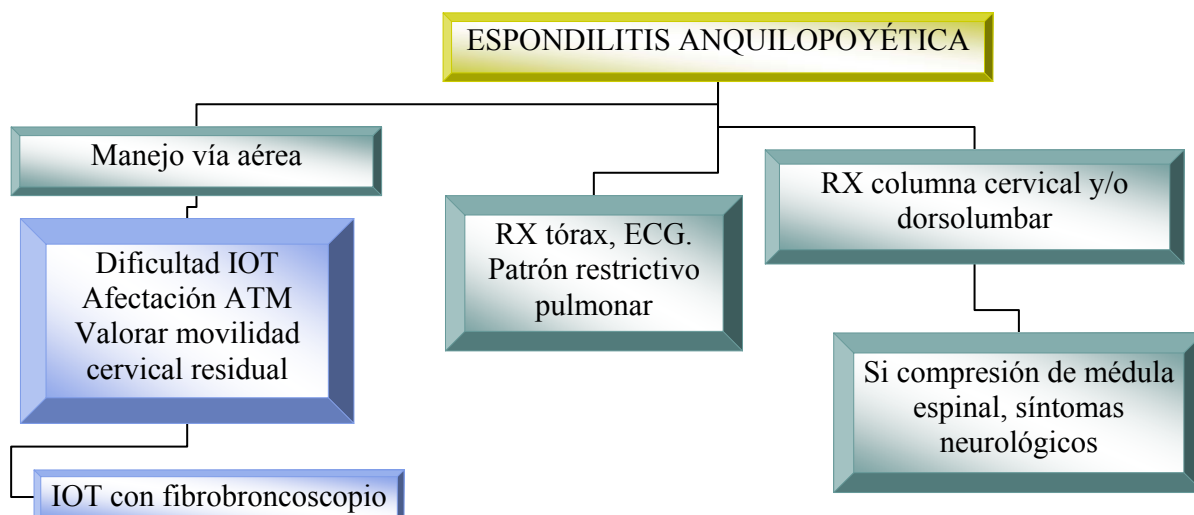 ESPONDILITIS ANQUILOPOYÉTICA
Manejo vía aérea
Dificultad IOT
Afectación ATM
Valorar movilidad
cervical residual
IOT con fibrobroncoscopio
RX tórax, ECG.
Patrón restrictivo
pulmonar
RX columna cervical y/o
dorsolumbar
Si compresión de médula
espinal, síntomas
neurológicos